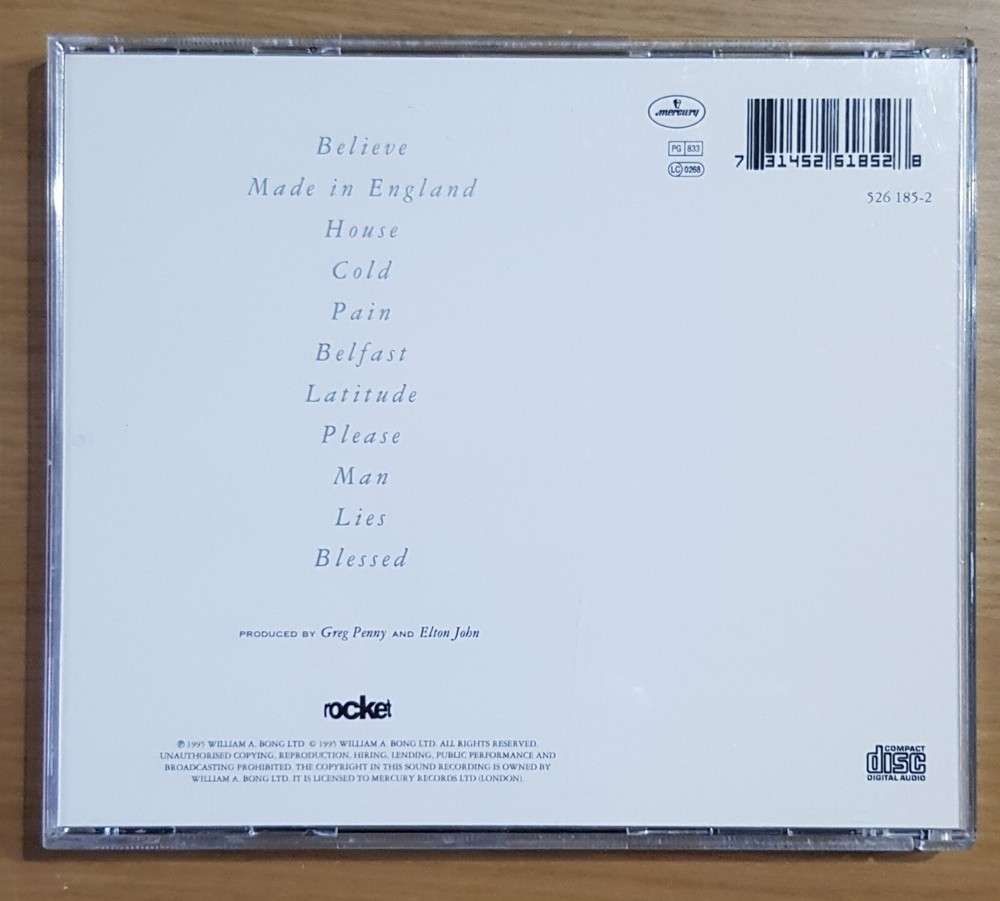 Believe
Made in England
House
Cold
Pain
Belfast
Latitude
Please
Man
Lies
Blessed
PRODUCED BY Greg Penny AND Elton John
rocket
℗ 1995 WILLIAM A. BONG LTD © 1995 WILLIAM A. BONG LTD. ALL RIGHTS RESERVED.
UNAUTHORISED COPYING, REPRODUCTION, HIRING, LENDING, PUBLIC PERFORMANCE AND
BROADCASTING PROHIBITED. THE COPYRIGHT IN THIS SOUND RECORDING IS OWNED BY
WILLIAM A. BONG LTD. IT IS LICENSED TO MERCURY RECORDS LTD (LONDON).
mercury
PG 833
LC 0268
7 31452 61852 8
526 185-2
COMPACT
disc
DIGITAL AUDIO